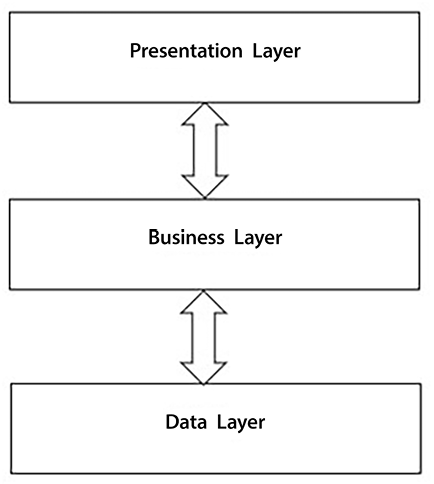 Presentation Layer
Business Layer
Data Layer